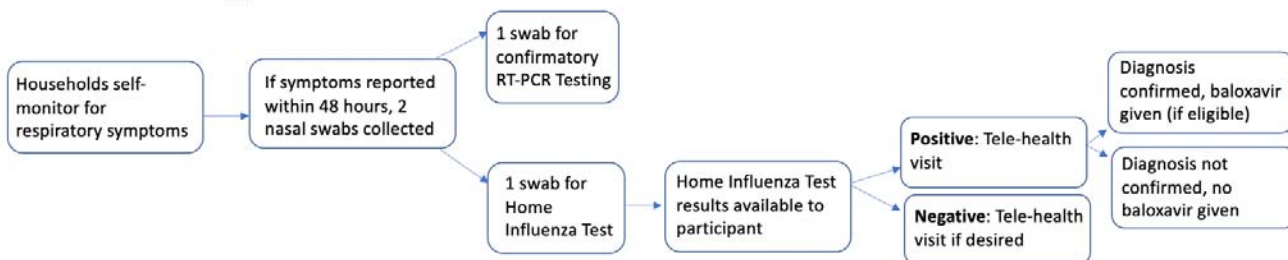 Households self-
monitor for
respiratory symptoms
If symptoms reported
within 48 hours, 2
nasal swabs collected
1 swab for
confirmatory
RT-PCR Testing
1 swab for
Home
Influenza Test
Home Influenza Test
results available to
participant
Positive: Tele-health
visit
Negative: Tele-health
visit if desired
Diagnosis
confirmed, baloxavir
given (if eligible)
Diagnosis not
confirmed, no
baloxavir given